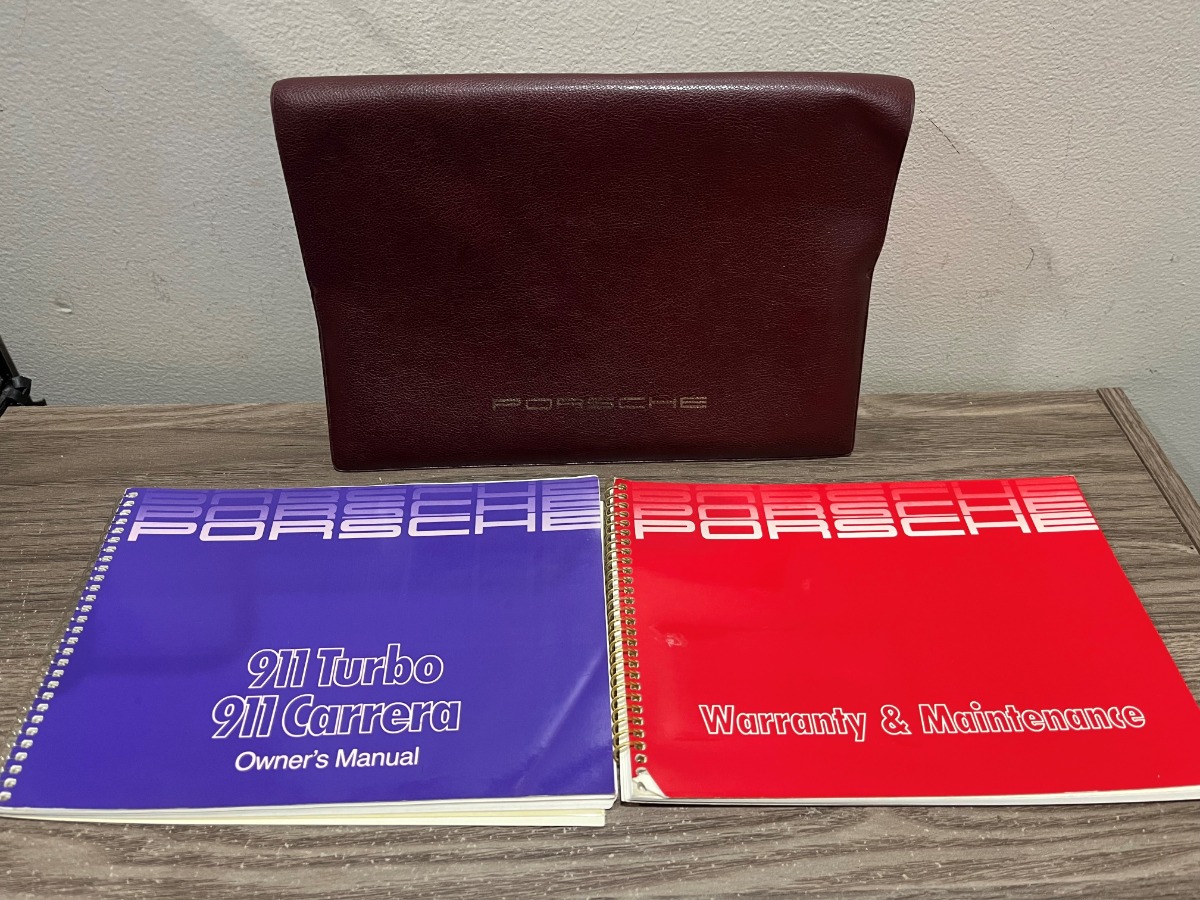 PORSCHE
PORSCHE
PORSCHE
PORSCHE
911 Turbo
911 Carrera
Owner's Manual
PORSCHE
PORSCHE
PORSCHE
Warranty & Maintenance